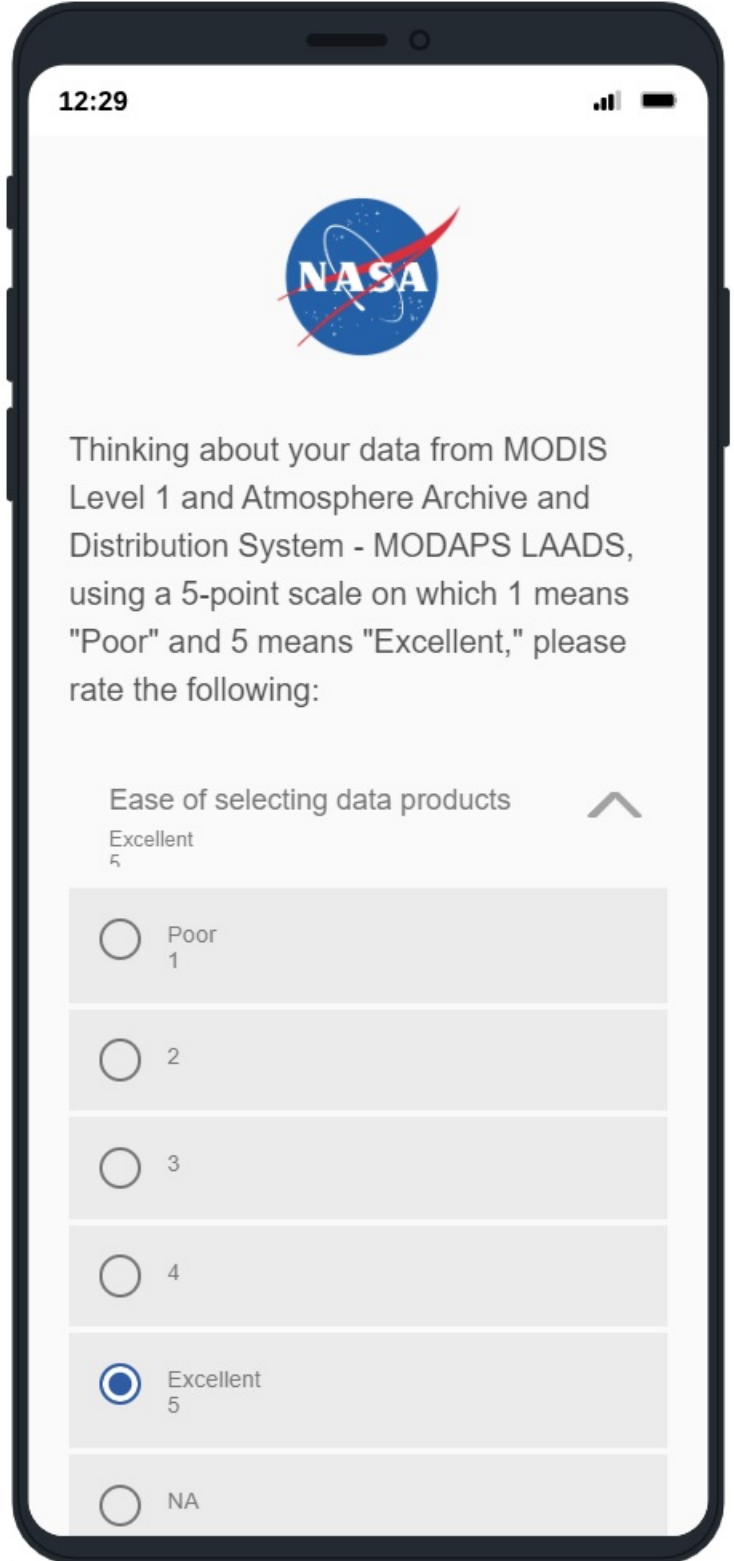 12:29
NASA
Thinking about your data from MODIS
Level 1 and Atmosphere Archive and
Distribution System - MODAPS LAADS,
using a 5-point scale on which 1 means
"Poor" and 5 means "Excellent," please
rate the following:
Ease of selecting data products
Excellent
5
Poor
1
2
3
4
Excellent
5
NA